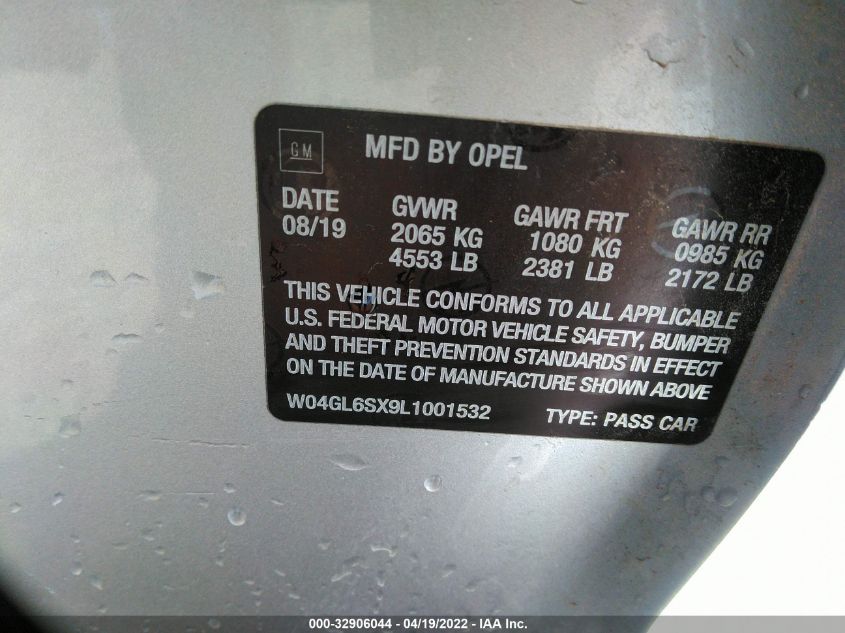 GM
MFD BY OPEL
DATE
08/19
GVWR
2065 KG
4553 LB
GAWR FRT
1080 KG
2381 LB
GAWR RR
0985 KG
2172 LB
THIS VEHICLE CONFORMS TO ALL APPLICABLE
U.S. FEDERAL MOTOR VEHICLE SAFETY, BUMPER
AND THEFT PREVENTION STANDARDS IN EFFECT
ON THE DATE OF MANUFACTURE SHOWN ABOVE
W04GL6SX9L1001532 TYPE: PASS CAR
000-32906044 - 04/19/2022 - IAA Inc.